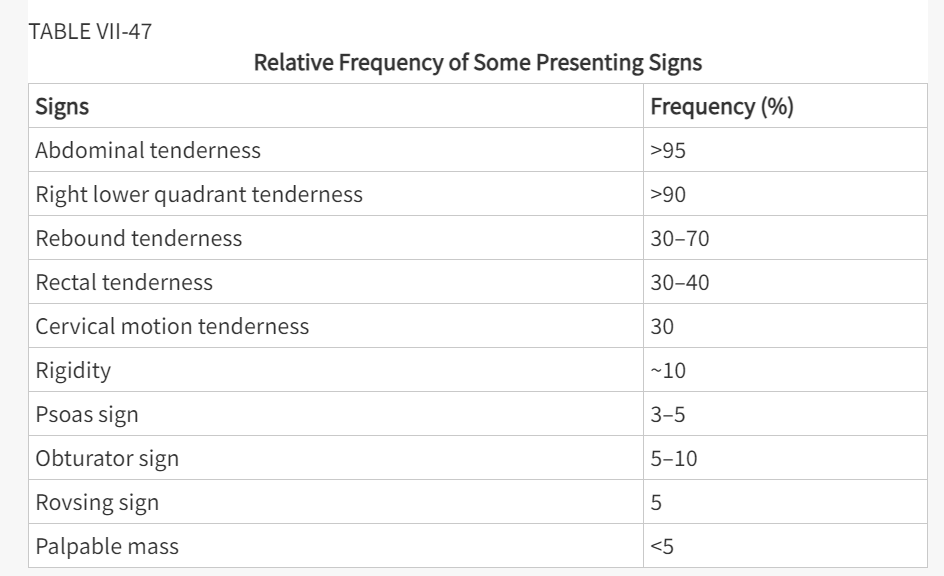 TABLE VII-47
Relative Frequency of Some Presenting Signs
Signs Frequency (%)
Abdominal tenderness >95
Right lower quadrant tenderness >90
Rebound tenderness 30–70
Rectal tenderness 30–40
Cervical motion tenderness 30
Rigidity ~10
Psoas sign 3–5
Obturator sign 5–10
Rovsing sign 5
Palpable mass <5